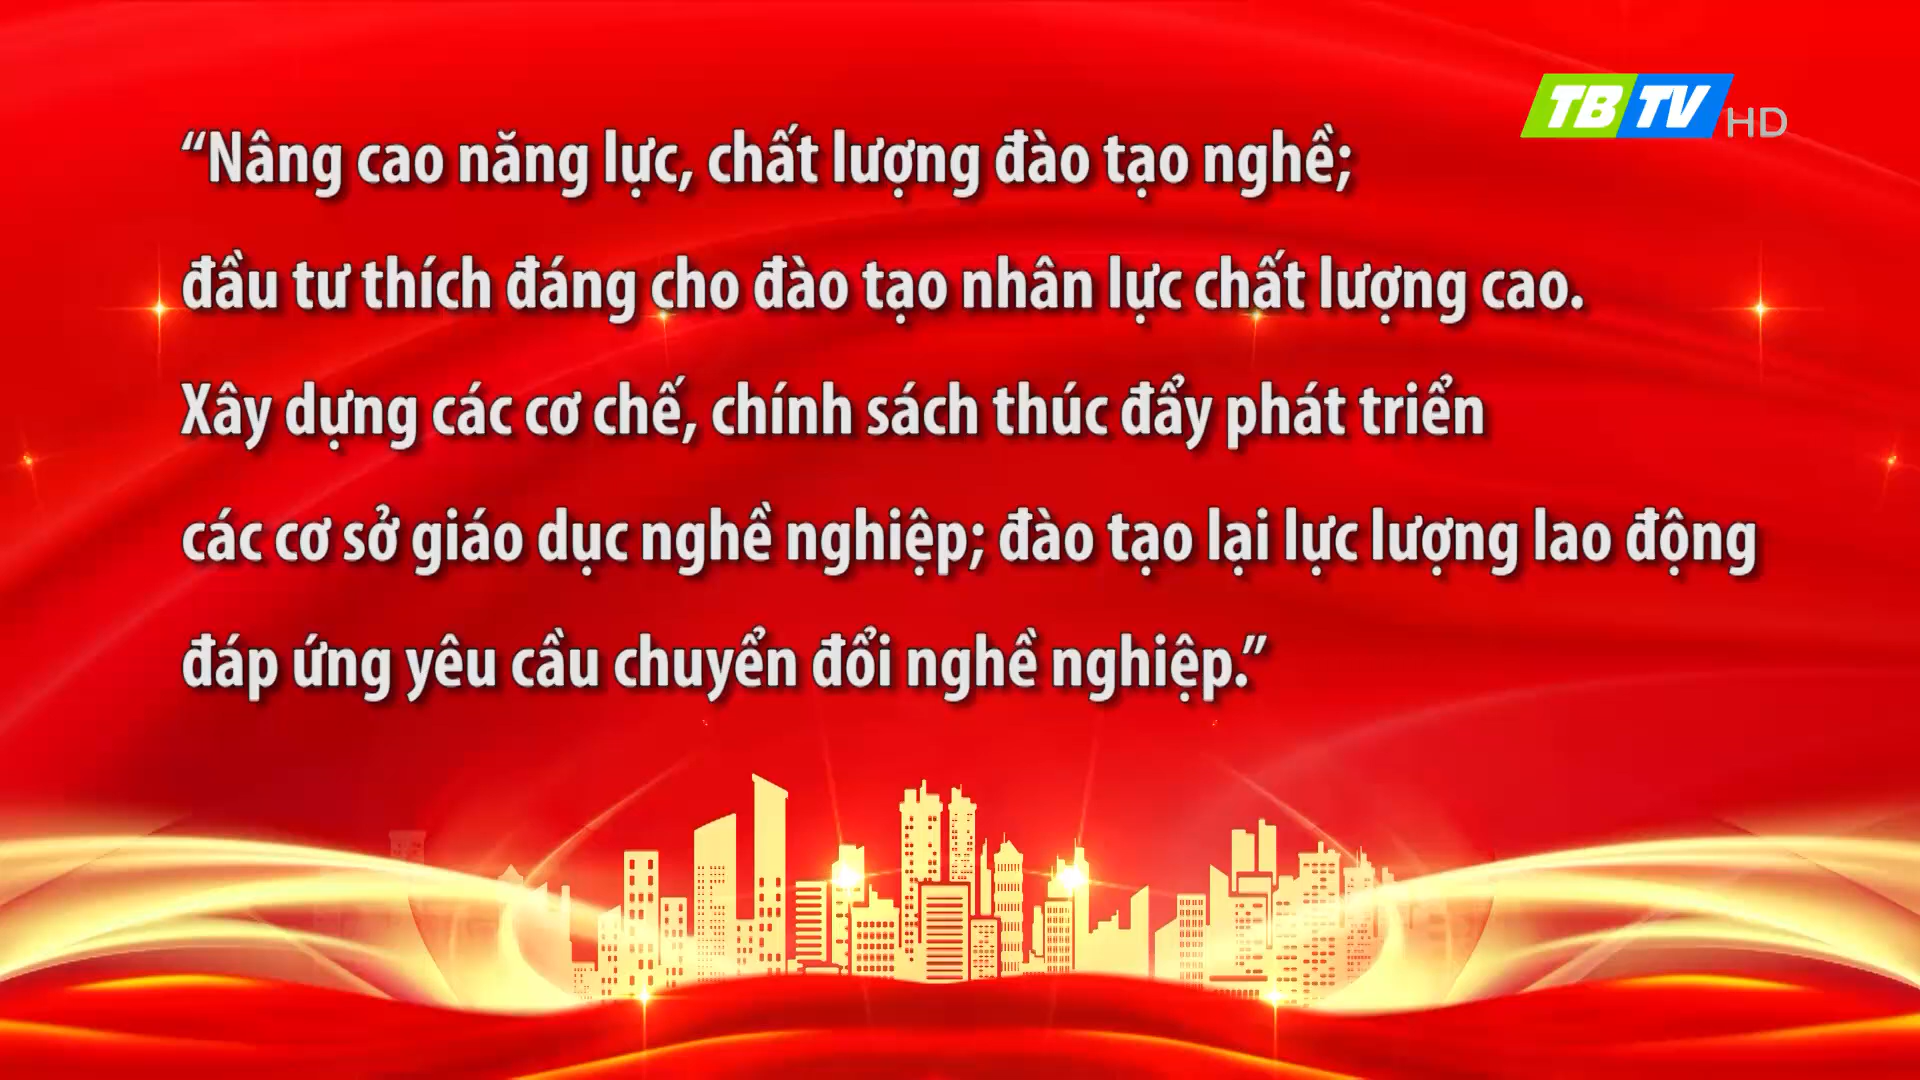 TBTV HD
“Nâng cao năng lực, chất lượng đào tạo nghề;
đầu tư thích đáng cho đào tạo nhân lực chất lượng cao.
Xây dựng các cơ chế, chính sách thúc đẩy phát triển
các cơ sở giáo dục nghề nghiệp; đào tạo lại lực lượng lao động
đáp ứng yêu cầu chuyển đổi nghề nghiệp.”